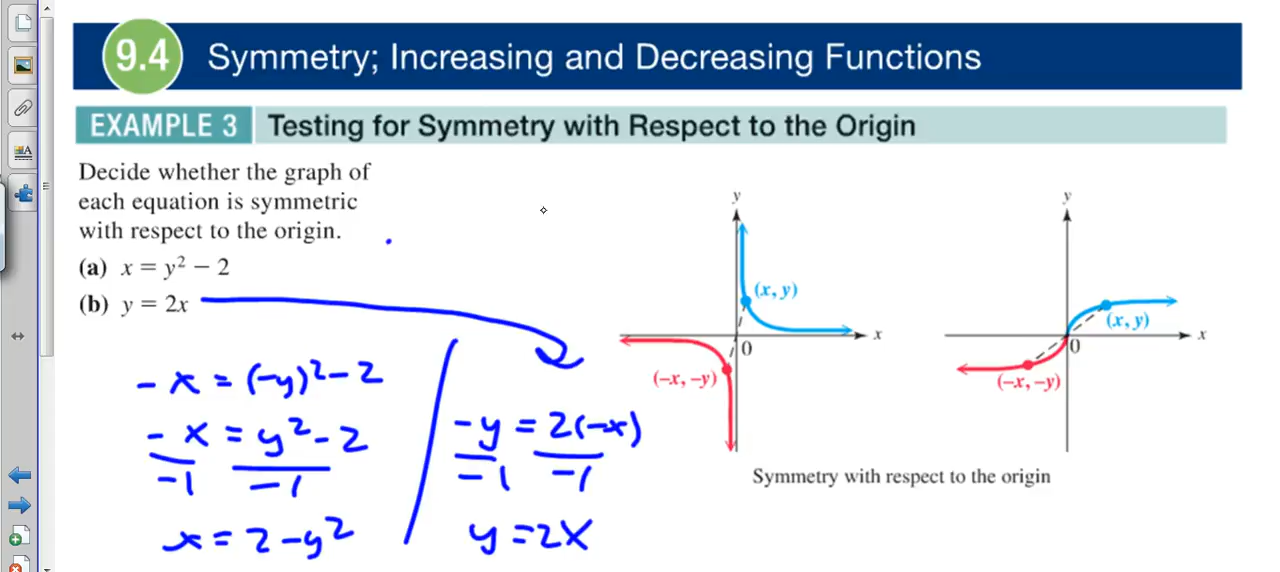 9.4 Symmetry; Increasing and Decreasing Functions
EXAMPLE 3 Testing for Symmetry with Respect to the Origin
Decide whether the graph of
each equation is symmetric
with respect to the origin.
(a) x = y² − 2
(b) y = 2x
-x = (-y)²-2
-x = y²-2
-1 -1
x = 2-y²
-y = 2(-x)
-1 -1
y = 2x
y
(x, y)
x
0
(−x, −y)
y
(x, y)
x
0
(−x, −y)
Symmetry with respect to the origin